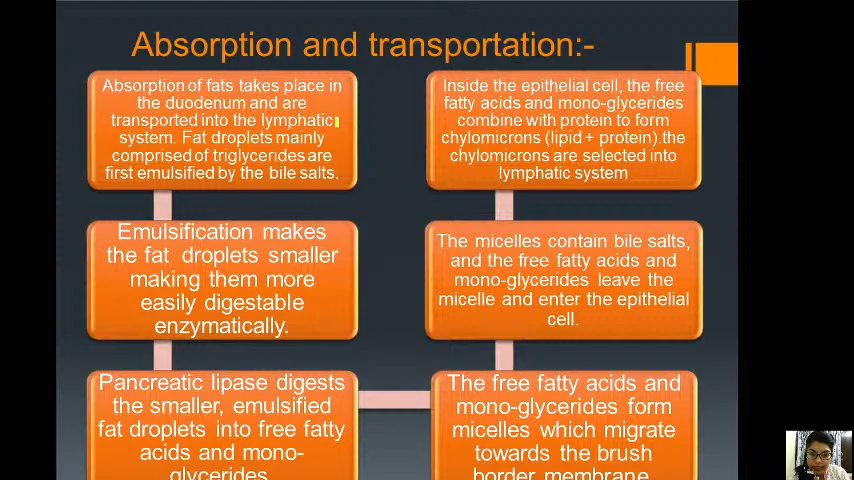 Absorption and transportation:-
Absorption of fats takes place in
the duodenum and are
transported into the lymphatic
system. Fat droplets mainly
comprised of triglycerides are
first emulsified by the bile salts.
Emulsification makes
the fat droplets smaller
making them more
easily digestable
enzymatically.
Pancreatic lipase digests
the smaller, emulsified
fat droplets into free fatty
acids and mono-
glycerides
The free fatty acids and
mono-glycerides form
micelles which migrate
towards the brush
border membrane
The micelles contain bile salts,
and the free fatty acids and
mono-glycerides leave the
micelle and enter the epithelial
cell.
Inside the epithelial cell, the free
fatty acids and mono-glycerides
combine with protein to form
chylomicrons (lipid + protein).the
chylomicrons are selected into
lymphatic system